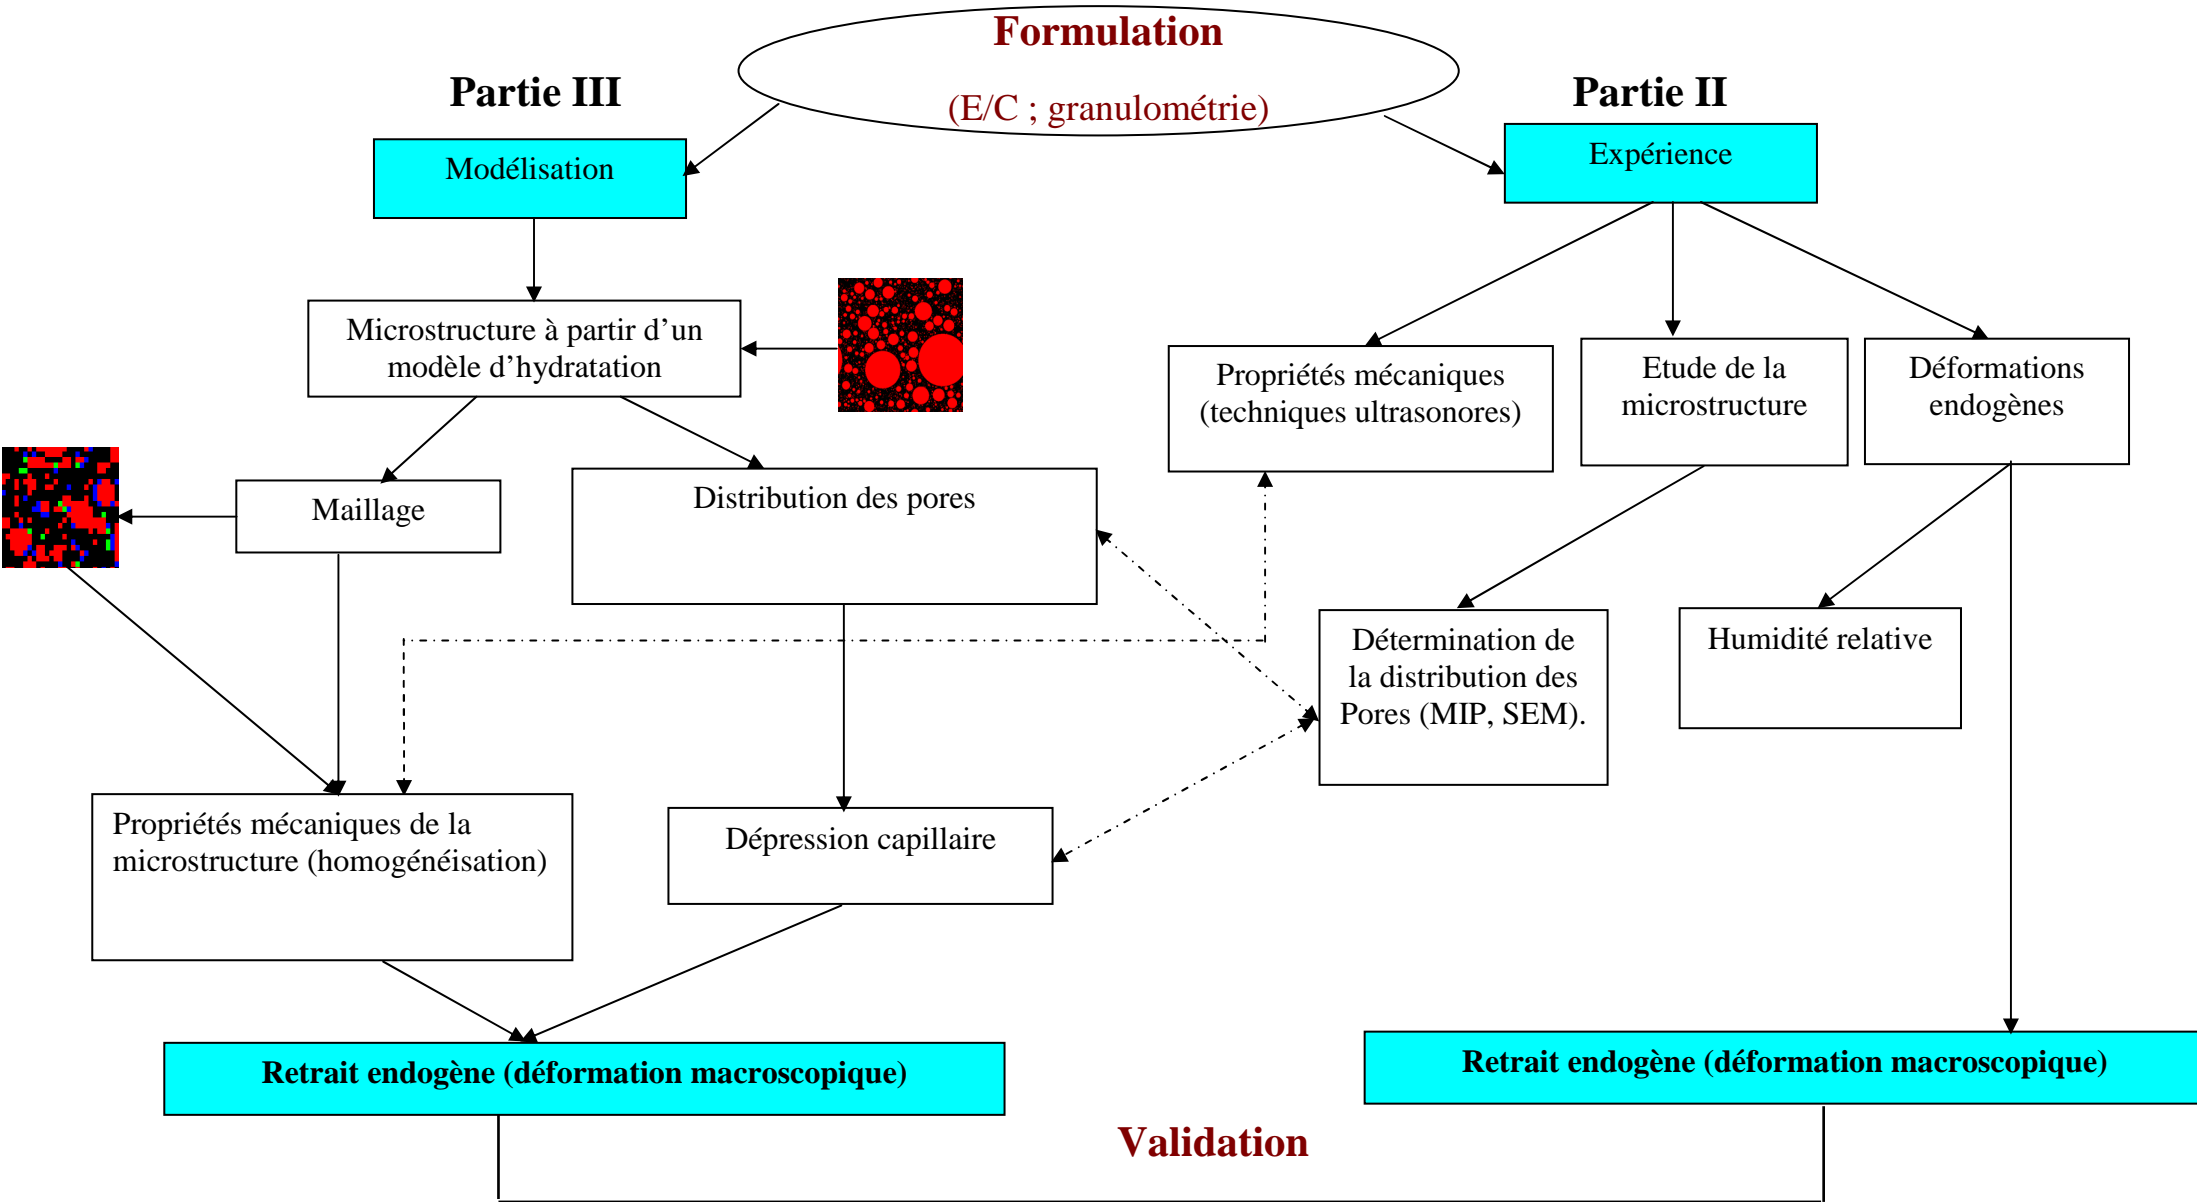 Formulation
(E/C ; granulométrie)
Partie III
Partie II
Modélisation
Expérience
Microstructure à partir d’un
modèle d’hydratation
Propriétés mécaniques
(techniques ultrasonores)
Etude de la
microstructure
Déformations
endogènes
Maillage
Distribution des pores
Détermination de
la distribution des
Pores (MIP, SEM).
Humidité relative
Propriétés mécaniques de la
microstructure (homogénéisation)
Dépression capillaire
Retrait endogène (déformation macroscopique)
Retrait endogène (déformation macroscopique)
Validation